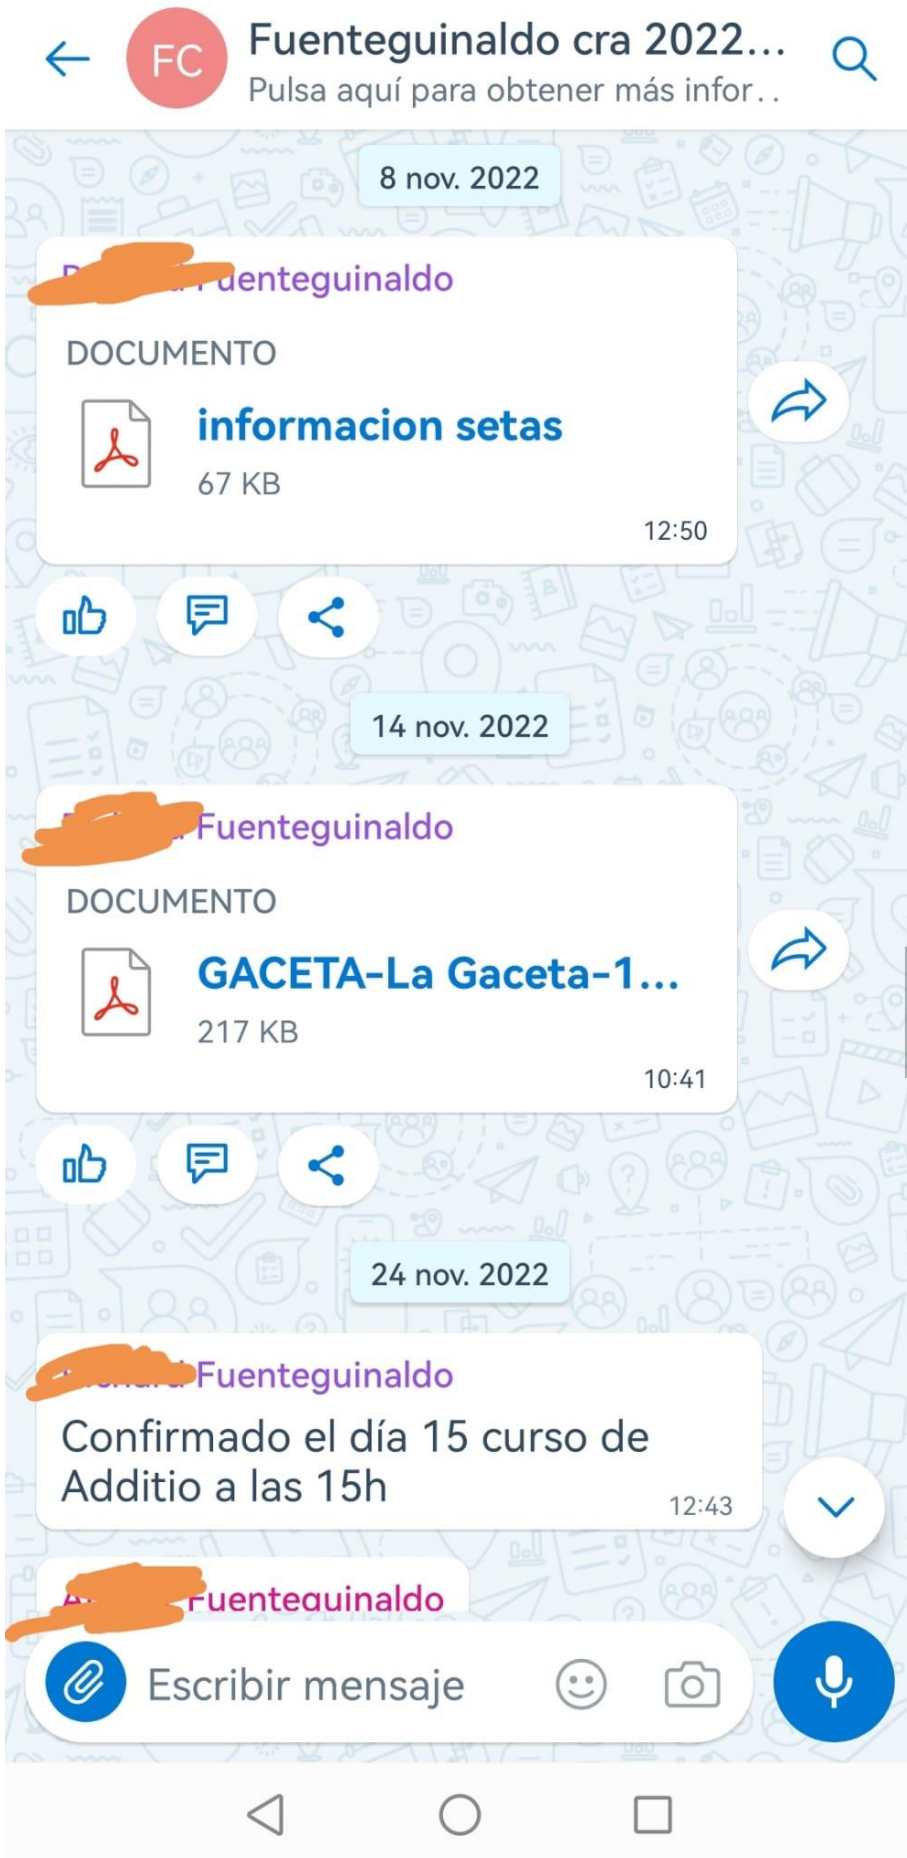 FC
Fuenteguinaldo cra 2022...
Pulsa aquí para obtener más infor..
8 nov. 2022
Fuenteguinaldo
DOCUMENTO
informacion setas
67 KB
12:50
14 nov. 2022
Fuenteguinaldo
DOCUMENTO
GACETA-La Gaceta-1...
217 KB
10:41
24 nov. 2022
Fuenteguinaldo
Confirmado el día 15 curso de
Additio a las 15h
12:43
Fuenteguinaldo
Escribir mensaje